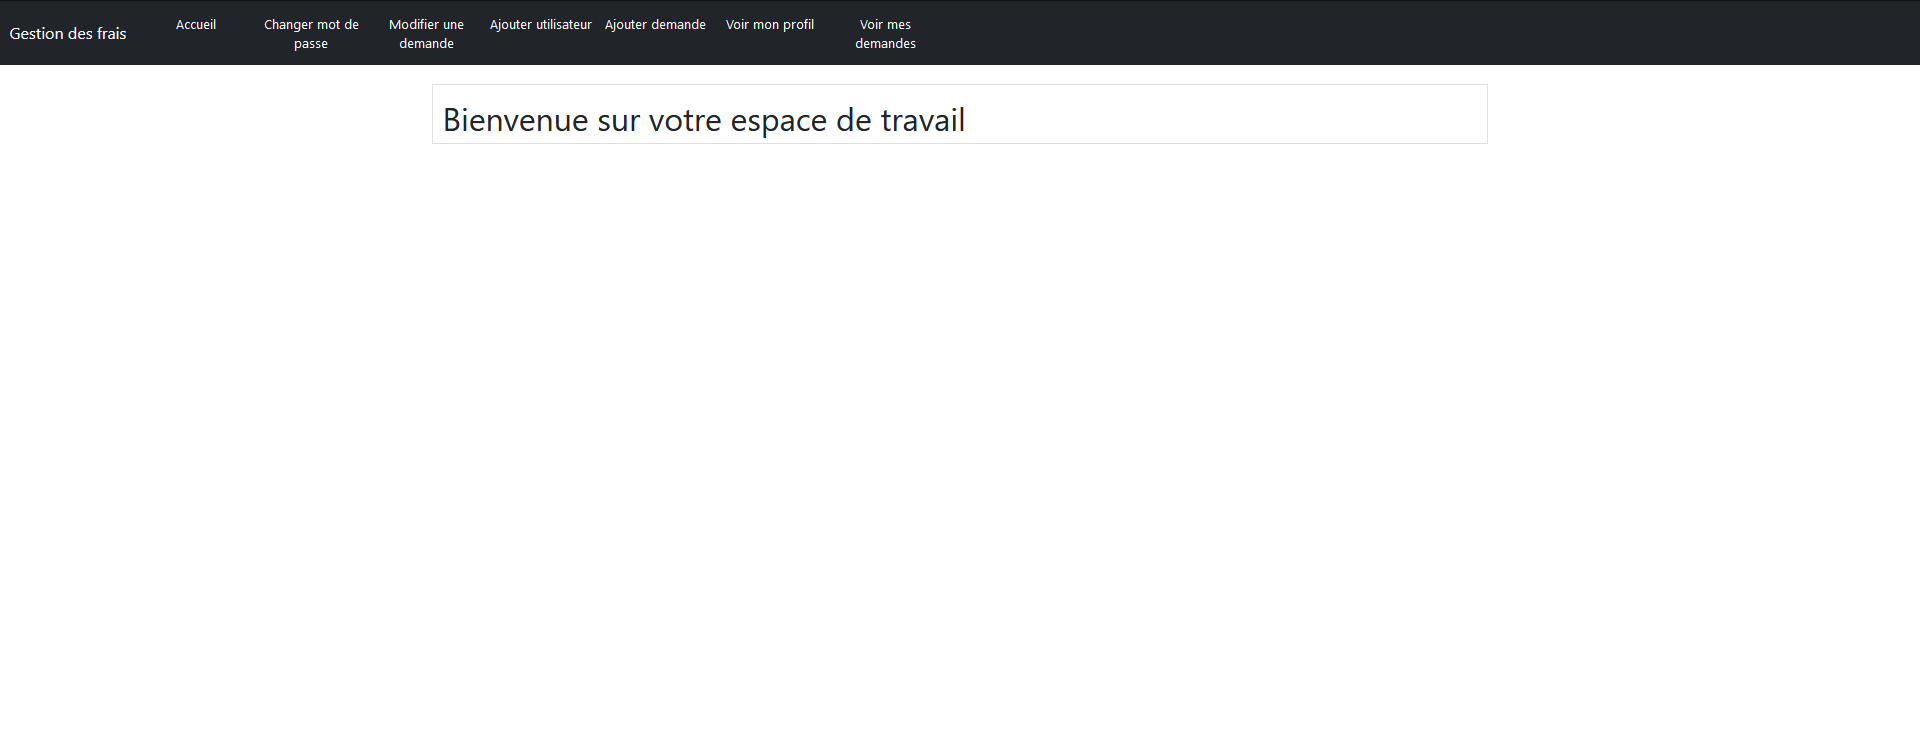 Gestion des frais
Accueil
Changer mot de
passe
Modifier une
demande
Ajouter utilisateur
Ajouter demande
Voir mon profil
Voir mes
demandes
Bienvenue sur votre espace de travail